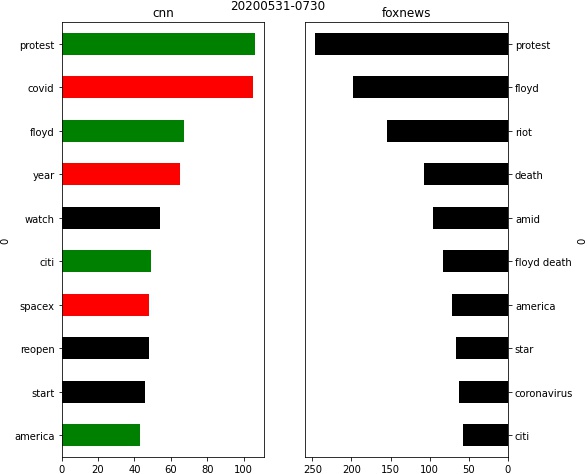 20200531-0730
cnn
foxnews
protest
covid
floyd
year
watch
citi
spacex
reopen
start
america
0
0 20 40 60 80 100
protest
floyd
riot
death
amid
floyd death
america
star
coronavirus
citi
0
250 200 150 100 50 0